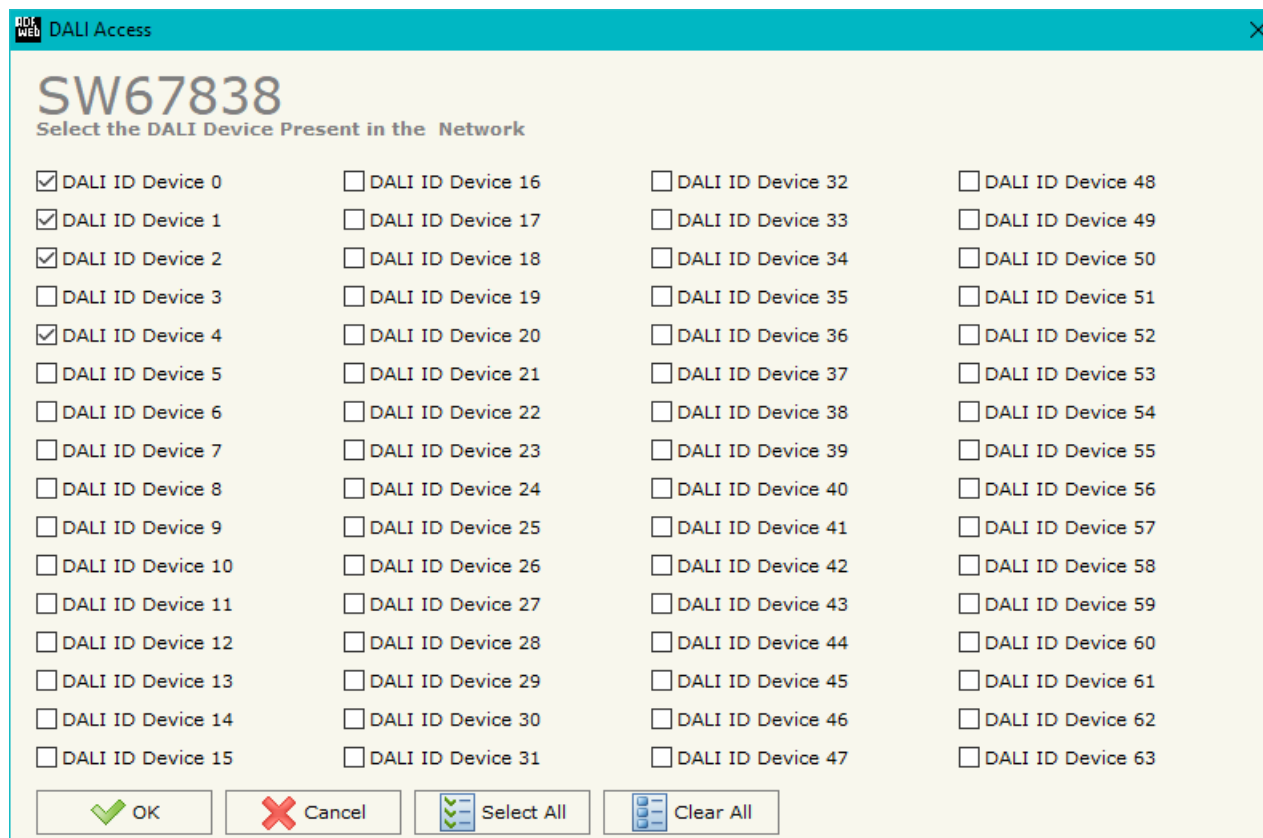 ADF WEB DALI Access
SW67838
Select the DALI Device Present in the Network
DALI ID Device 0 DALI ID Device 16 DALI ID Device 32 DALI ID Device 48
DALI ID Device 1 DALI ID Device 17 DALI ID Device 33 DALI ID Device 49
DALI ID Device 2 DALI ID Device 18 DALI ID Device 34 DALI ID Device 50
DALI ID Device 3 DALI ID Device 19 DALI ID Device 35 DALI ID Device 51
DALI ID Device 4 DALI ID Device 20 DALI ID Device 36 DALI ID Device 52
DALI ID Device 5 DALI ID Device 21 DALI ID Device 37 DALI ID Device 53
DALI ID Device 6 DALI ID Device 22 DALI ID Device 38 DALI ID Device 54
DALI ID Device 7 DALI ID Device 23 DALI ID Device 39 DALI ID Device 55
DALI ID Device 8 DALI ID Device 24 DALI ID Device 40 DALI ID Device 56
DALI ID Device 9 DALI ID Device 25 DALI ID Device 41 DALI ID Device 57
DALI ID Device 10 DALI ID Device 26 DALI ID Device 42 DALI ID Device 58
DALI ID Device 11 DALI ID Device 27 DALI ID Device 43 DALI ID Device 59
DALI ID Device 12 DALI ID Device 28 DALI ID Device 44 DALI ID Device 60
DALI ID Device 13 DALI ID Device 29 DALI ID Device 45 DALI ID Device 61
DALI ID Device 14 DALI ID Device 30 DALI ID Device 46 DALI ID Device 62
DALI ID Device 15 DALI ID Device 31 DALI ID Device 47 DALI ID Device 63
OK Cancel Select All Clear All